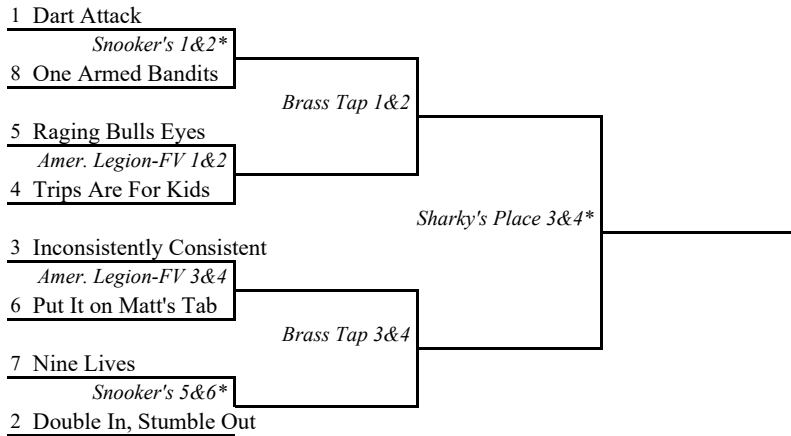 1 Dart Attack
Snooker's 1&2*
8 One Armed Bandits
Brass Tap 1&2
5 Raging Bulls Eyes
Amer. Legion-FV 1&2
4 Trips Are For Kids
Sharky's Place 3&4*
3 Inconsistently Consistent
Amer. Legion-FV 3&4
6 Put It on Matt's Tab
Brass Tap 3&4
7 Nine Lives
Snooker's 5&6*
2 Double In, Stumble Out